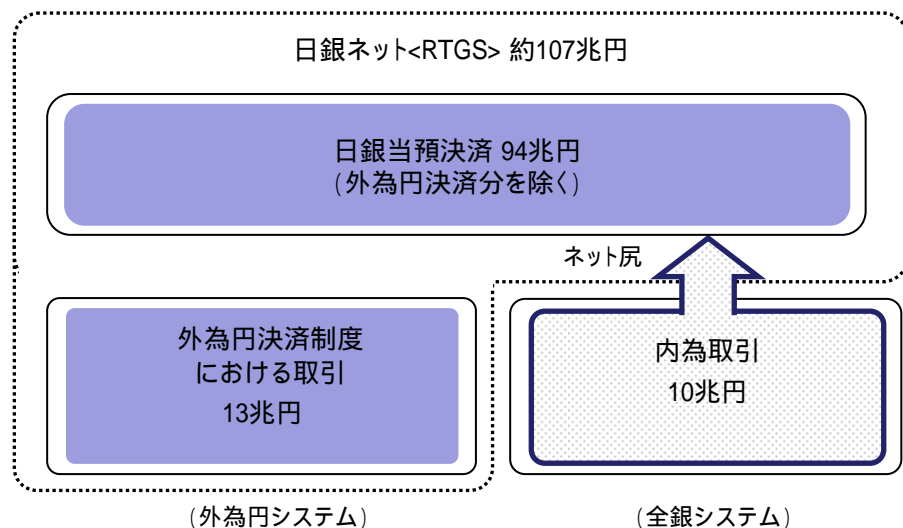 日銀ネット<RTGS> 約107兆円
日銀当預決済 94兆円
(外為円決済分を除く)
ネット尻
外為円決済制度
における取引
13兆円
内為取引
10兆円
(外為円システム)
(全銀システム)